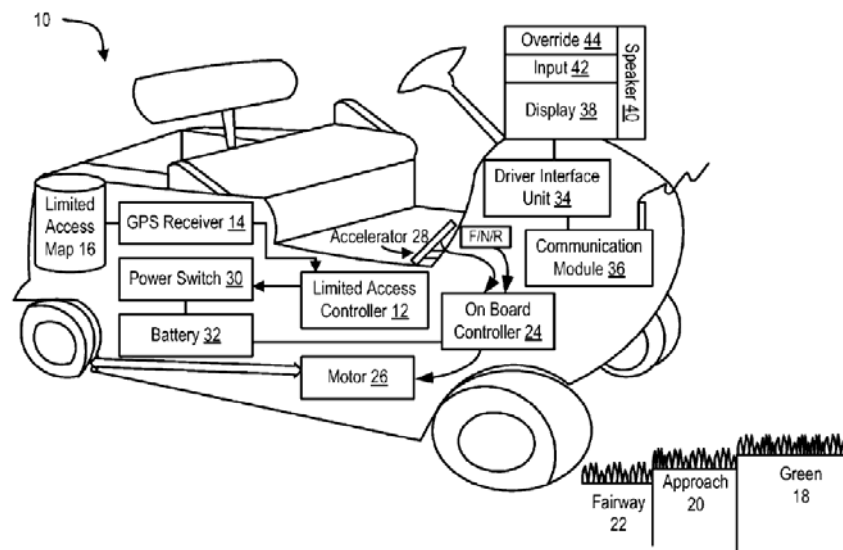 10
Override 44
Input 42
Display 38
Speaker 40
Driver Interface
Unit 34
Communication
Module 36
Limited
Access
Map 16
GPS Receiver 14
Accelerator 28
F/N/R
Power Switch 30
Limited Access
Controller 12
On Board
Controller 24
Battery 32
Motor 26
Fairway
22
Approach
20
Green
18